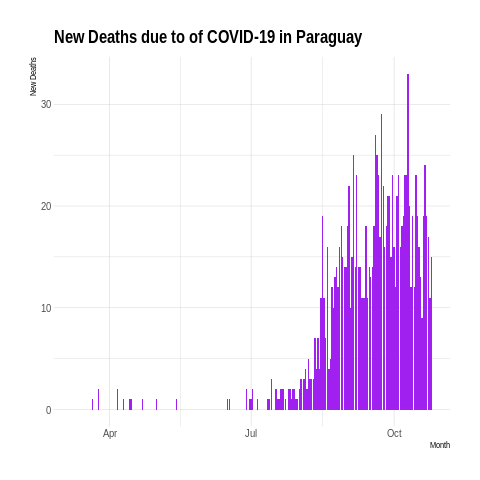 New Deaths due to of COVID-19 in Paraguay
New Deaths
30
20
10
0
Apr
Jul
Oct
Month